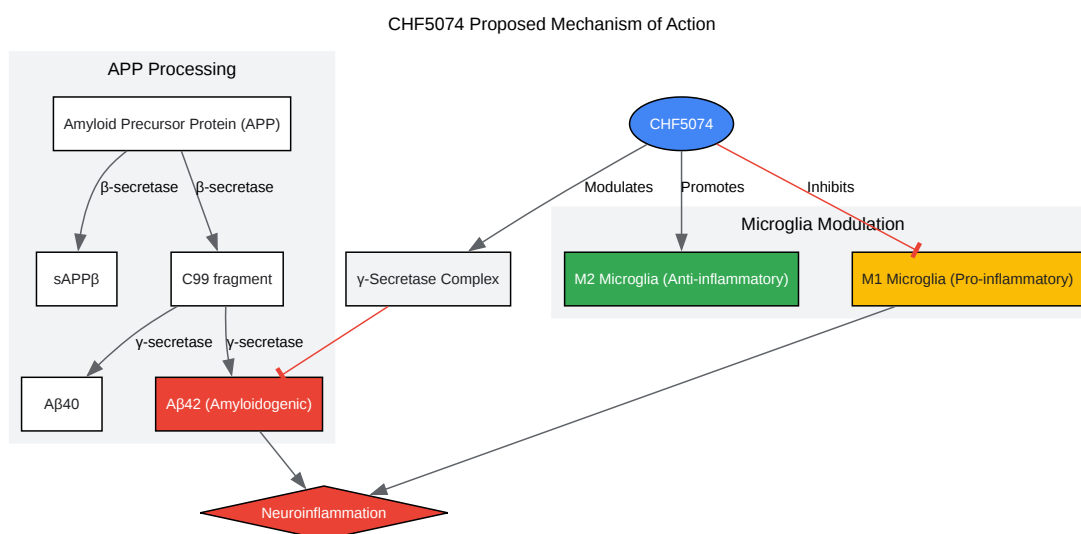 CHF5074 Proposed Mechanism of Action
APP Processing
Amyloid Precursor Protein (APP)
CHF5074
β-secretase
β-secretase
Modulates
Promotes
Inhibits
Microglia Modulation
sAPPβ
C99 fragment
γ-Secretase Complex
M2 Microglia (Anti-inflammatory)
M1 Microglia (Pro-inflammatory)
γ-secretase
γ-secretase
Aβ40
Aβ42 (Amyloidogenic)
Neuroinflammation